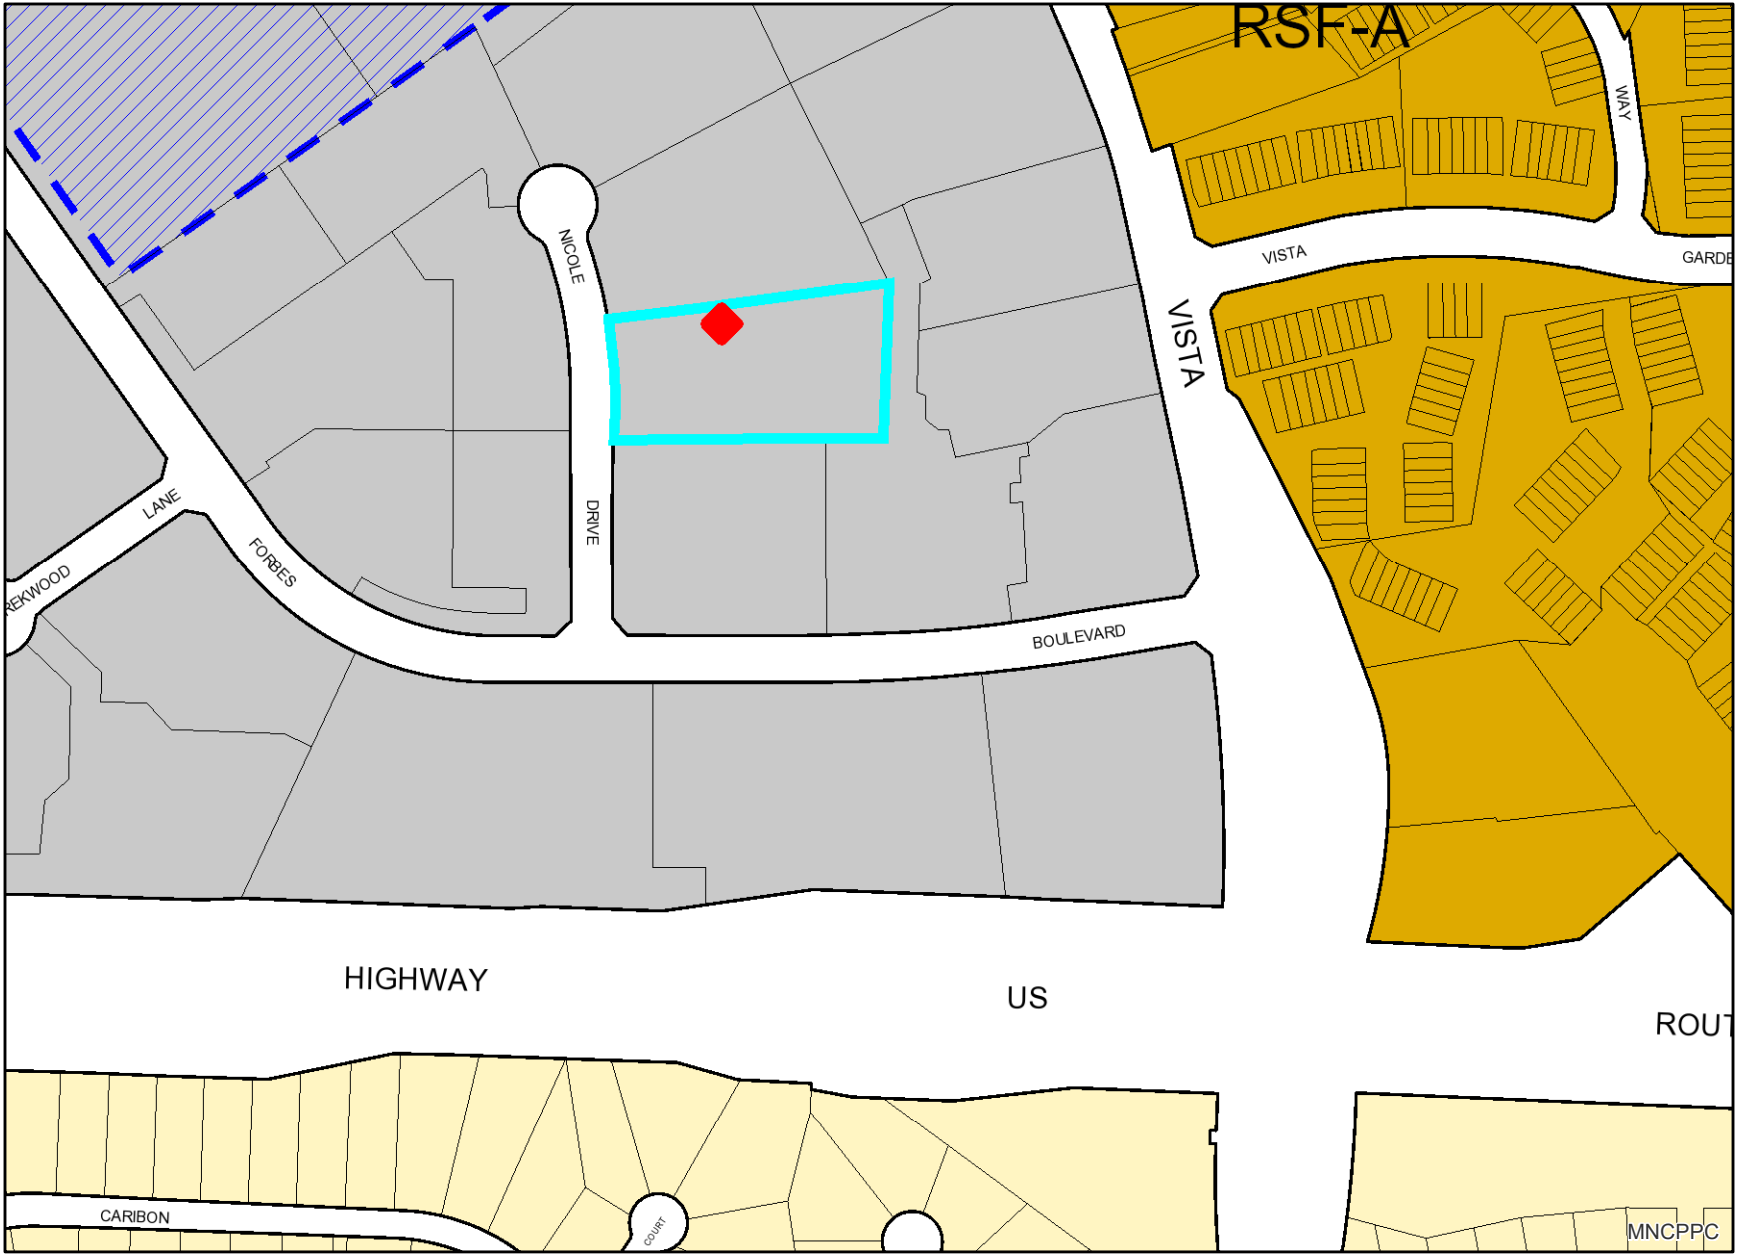 RSF-A
WAY
VISTA
GARDE
NICOLE
VISTA
LANE
DRIVE
FORBES
REKWOOD
BOULEVARD
HIGHWAY
US
ROUT
CARIBON
COURT
MNCPPC